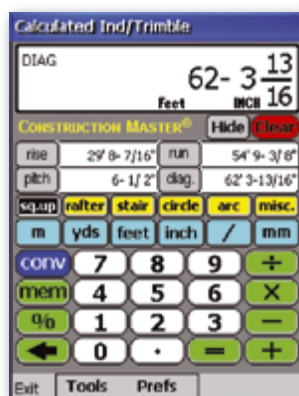 Calculated Ind/Trimble
DIAG
62- 3 13/16
Feet INCH
CONSTRUCTION MASTER® Hide Clear
rise 29' 8- 7/16" run 54' 9- 3/8"
pitch 6- 1/2" diag. 62' 3-13/16"
sq.up rafter stair circle arc misc.
m yds feet inch / mm
conv 7 8 9 ÷
mem 4 5 6 ×
% 1 2 3 −
← 0 · = +
Exit Tools Prefs